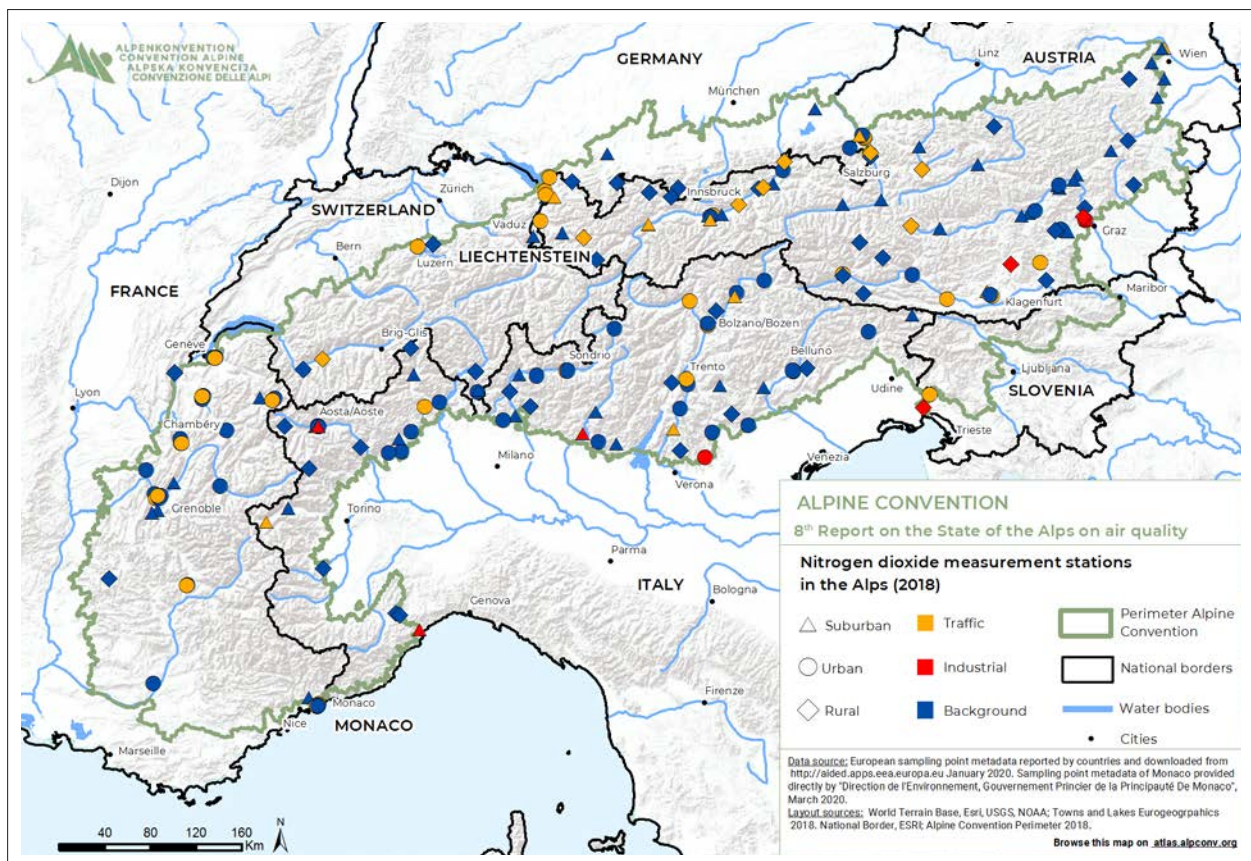 ALPENKONVENTION
CONVENTION ALPINE
ALPSKA KONVENCIJA
CONVENZIONE DELLE ALPI
GERMANY
AUSTRIA
Linz
Wien
München
Dijon
Zürich
Salzburg
Innsbruck
SWITZERLAND
Vaduz
Bern
Luzern
LIECHTENSTEIN
Graz
FRANCE
Maribor
Klagenfurt
Brig-Glis
Bolzano/Bozen
Genève
Sondrio
Belluno
Trento
Ljubljana
Udine
SLOVENIA
Lyon
Aosta/Aoste
Chambéry
Trieste
Milano
Venezia
Verona
Grenoble
Torino
Parma
ITALY
Bologna
Genova
Firenze
Monaco
Nice
MONACO
Marseille
ALPINE CONVENTION
8th Report on the State of the Alps on air quality
Nitrogen dioxide measurement stations
in the Alps (2018)
Suburban
Traffic
Perimeter Alpine
Convention
Urban
Industrial
National borders
Rural
Background
Water bodies
Cities
Data source: European sampling point metadata reported by countries and downloaded from
http://aided.apps.eea.europa.eu January 2020. Sampling point metadata of Monaco provided
directly by "Direction de l'Environnement, Gouvernement Princier de la Principauté De Monaco",
March 2020.
Layout sources: World Terrain Base, Esri, USGS, NOAA; Towns and Lakes Eurogeogrpahics
2018. National Border, ESRI; Alpine Convention Perimeter 2018.
Browse this map on atlas.alpconv.org
40 80 120 160
Km
N